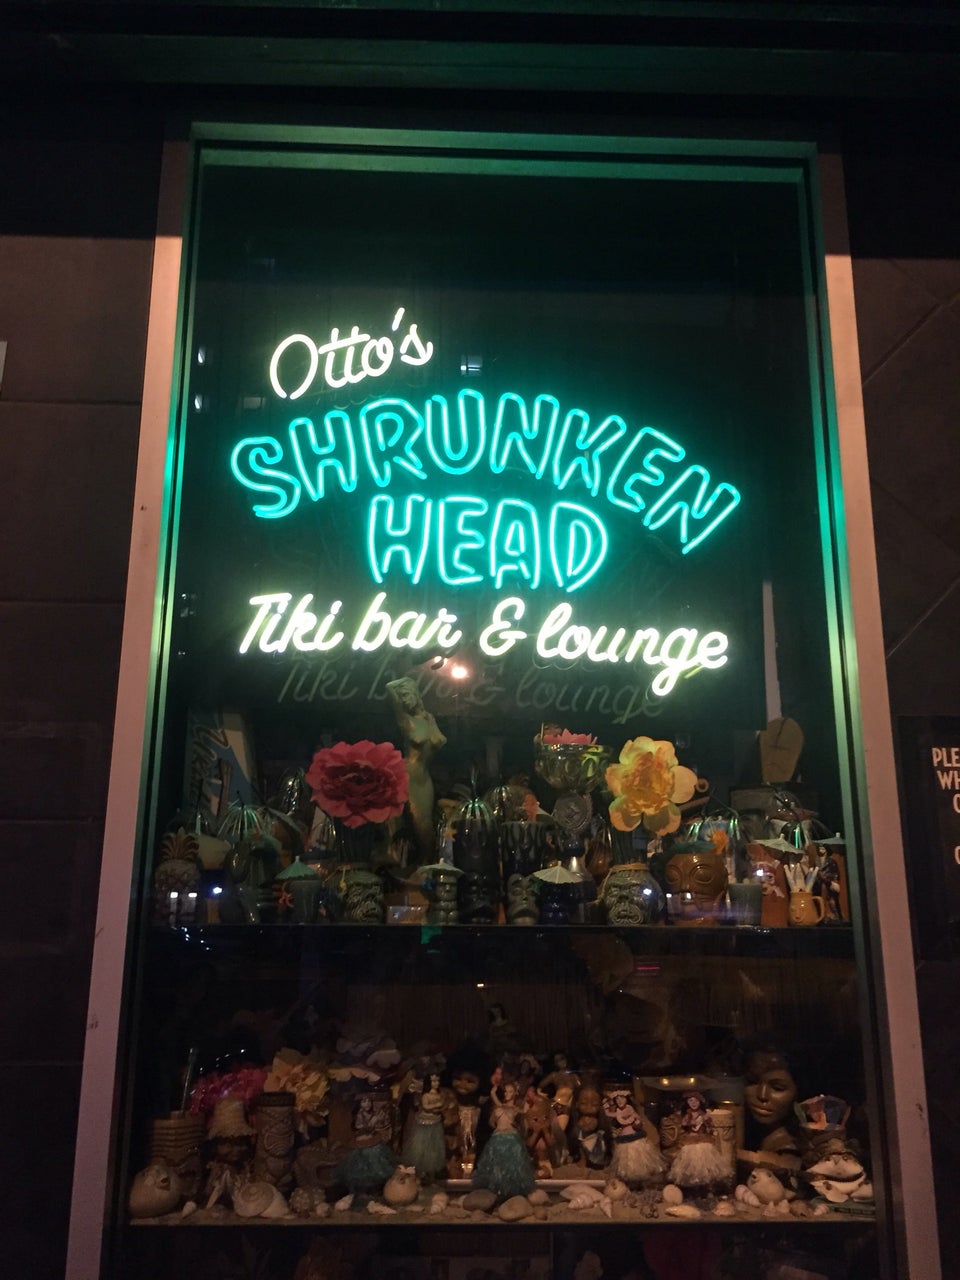 Otto's
SHRUNKEN
HEAD
Tiki bar & lounge